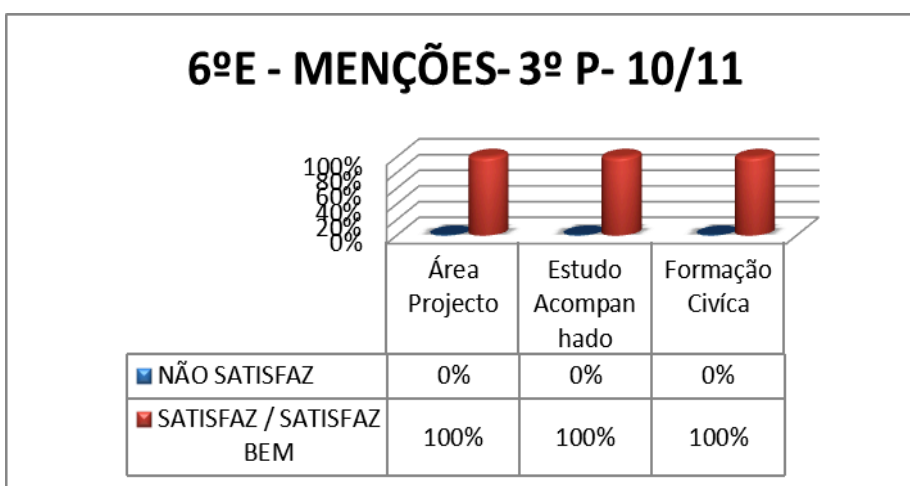 6ºE - MENÇÕES- 3º P- 10/11
100%
80%
60%
40%
20%
0%
Área
Projecto
Estudo
Acompan
hado
Formação
Civíca
NÃO SATISFAZ 0% 0% 0%
SATISFAZ / SATISFAZ
BEM
100% 100% 100%